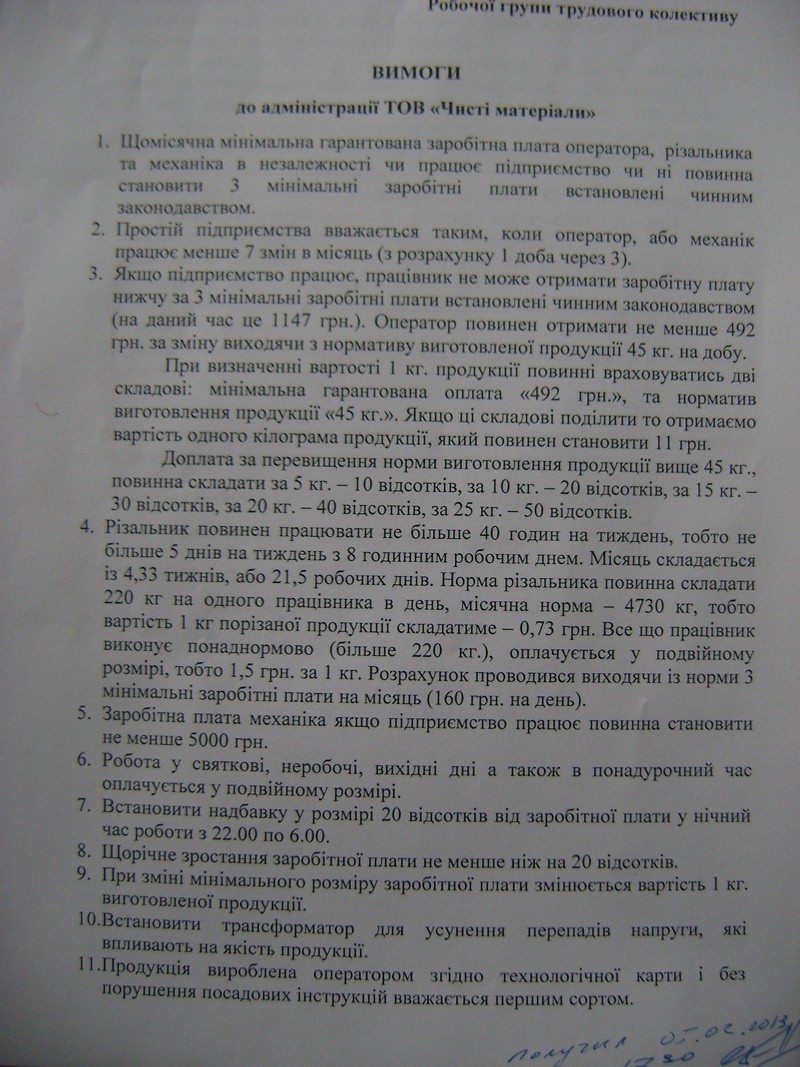 Робочої групи трудового колективу
ВИМОГИ
до адміністрації ТОВ «Чисті матеріали»
1. Щомісячна мінімальна гарантована заробітна плата оператора, різальника
та механіка в незалежності чи працює підприємство чи ні повинна
становити 3 мінімальні заробітні плати встановлені чинним
законодавством.
2. Простій підприємства вважається таким, коли оператор, або механік
працює менше 7 змін в місяць (з розрахунку 1 доба через 3).
3. Якщо підприємство працює, працівник не може отримати заробітну плату
нижчу за 3 мінімальні заробітні плати встановлені чинним законодавством
(на даний час це 1147 грн.). Оператор повинен отримати не менше 492
грн. за зміну виходячи з нормативу виготовленої продукції 45 кг. на добу.
При визначенні вартості 1 кг. продукції повинні враховуватись дві
складові: мінімальна гарантована оплата «492 грн.», та норматив
виготовлення продукції «45 кг.». Якщо ці складові поділити то отримаємо
вартість одного кілограма продукції, який повинен становити 11 грн.
Доплата за перевищення норми виготовлення продукції вище 45 кг.,
повинна складати за 5 кг. – 10 відсотків, за 10 кг. – 20 відсотків, за 15 кг. –
30 відсотків, за 20 кг. – 40 відсотків, за 25 кг. – 50 відсотків.
4. Різальник повинен працювати не більше 40 годин на тиждень, тобто не
більше 5 днів на тиждень з 8 годинним робочим днем. Місяць складається
із 4,33 тижнів, або 21,5 робочих днів. Норма різальника повинна складати
220 кг на одного працівника в день, місячна норма – 4730 кг, тобто
вартість 1 кг порізаної продукції складатиме – 0,73 грн. Все що працівник
виконує понаднормово (більше 220 кг.), оплачується у подвійному
розмірі, тобто 1,5 грн. за 1 кг. Розрахунок проводився виходячи із норми 3
мінімальні заробітні плати на місяць (160 грн. на день).
5. Заробітна плата механіка якщо підприємство працює повинна становити
не менше 5000 грн.
6. Робота у святкові, неробочі, вихідні дні а також в понадурочний час
оплачується у подвійному розмірі.
7. Встановити надбавку у розмірі 20 відсотків від заробітної плати у нічний
час роботи з 22.00 по 6.00.
8. Щорічне зростання заробітної плати не менше ніж на 20 відсотків.
9. При зміні мінімального розміру заробітної плати змінюється вартість 1 кг.
виготовленої продукції.
10.Встановити трансформатор для усунення перепадів напруги, які
впливають на якість продукції.
11.Продукція вироблена оператором згідно технологічної карти і без
порушення посадових інструкцій вважається першим сортом.
получил 05.02.2013